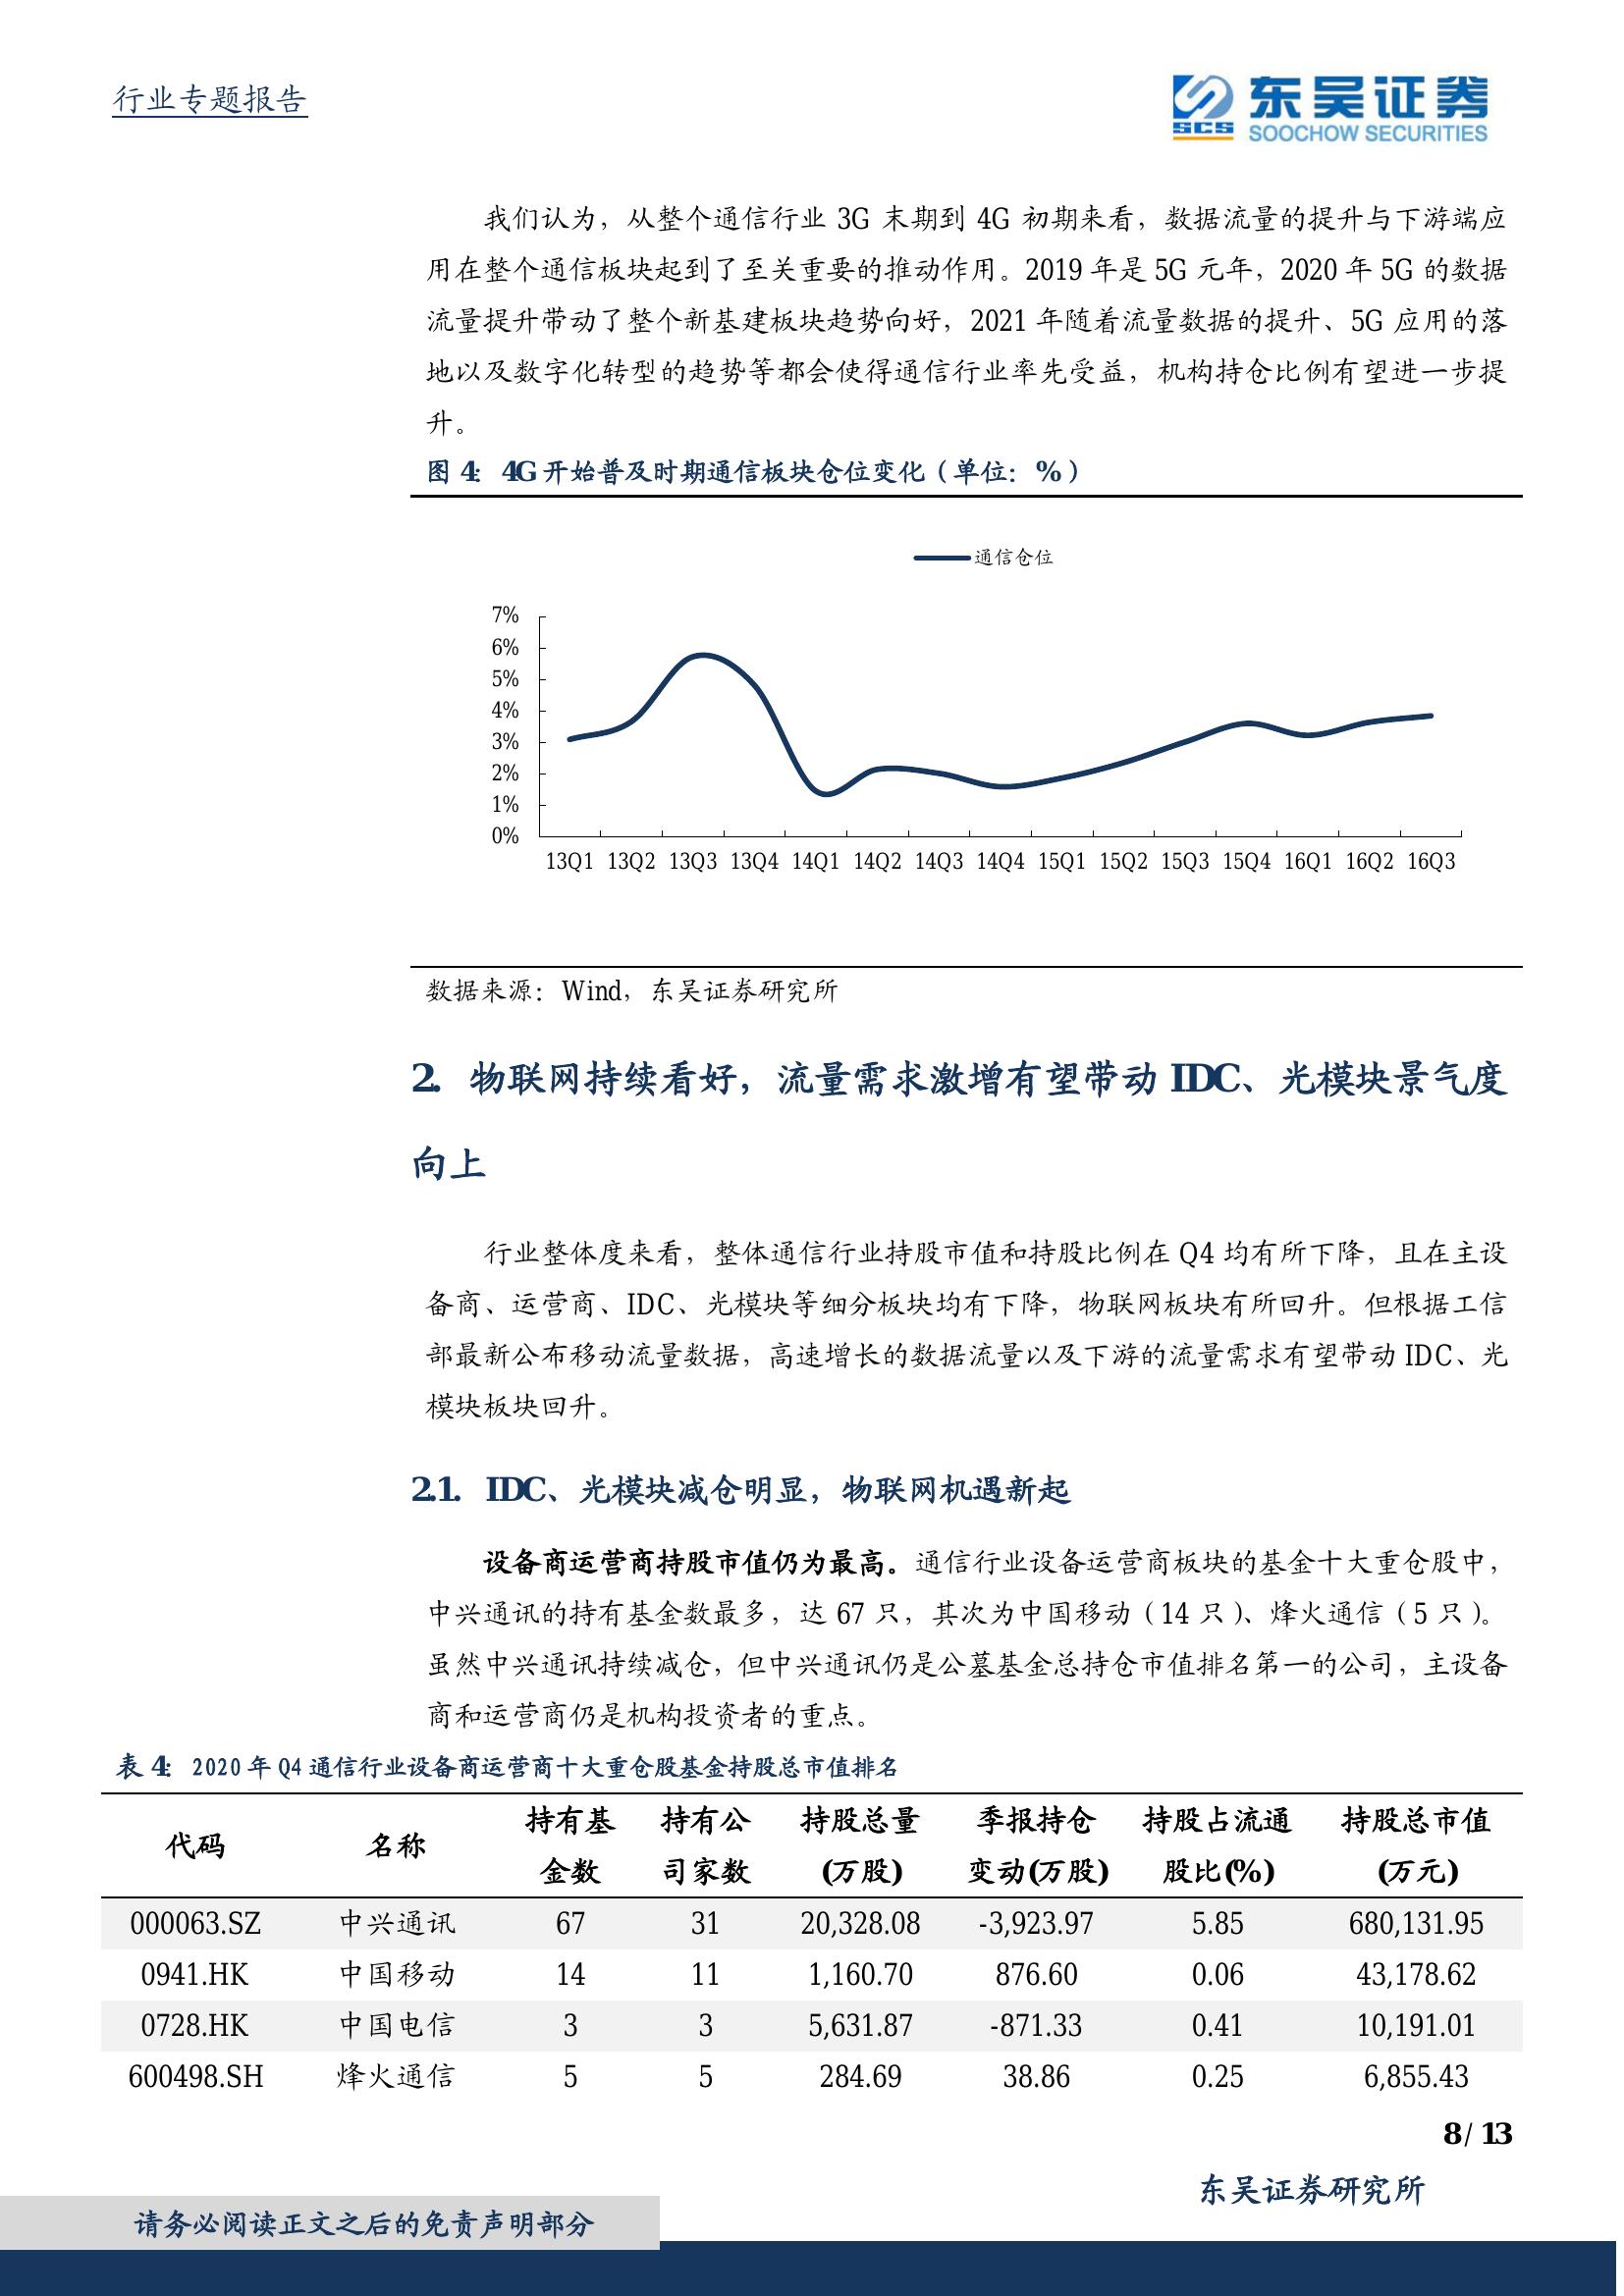 行业专题报告
SCS
东吴证券
SOOCHOW SECURITIES
我们认为，从整个通信行业 3G 末期到 4G 初期来看，数据流量的提升与下游端应
用在整个通信板块起到了至关重要的推动作用。2019 年是 5G 元年，2020 年 5G 的数据
流量提升带动了整个新基建板块趋势向好，2021 年随着流量数据的提升、5G 应用的落
地以及数字化转型的趋势等都会使得通信行业率先受益，机构持仓比例有望进一步提
升。
图 4： 4G 开始普及时期通信板块仓位变化（单位：%）
通信仓位
7%
6%
5%
4%
3%
2%
1%
0%
13Q1 13Q2 13Q3 13Q4 14Q1 14Q2 14Q3 14Q4 15Q1 15Q2 15Q3 15Q4 16Q1 16Q2 16Q3
数据来源：Wind，东吴证券研究所
2. 物联网持续看好，流量需求激增有望带动 IDC、光模块景气度
向上
行业整体度来看，整体通信行业持股市值和持股比例在 Q4 均有所下降，且在主设
备商、运营商、IDC、光模块等细分板块均有下降，物联网板块有所回升。但根据工信
部最新公布移动流量数据，高速增长的数据流量以及下游的流量需求有望带动 IDC、光
模块板块回升。
2.1. IDC、光模块减仓明显，物联网机遇新起
设备商运营商持股市值仍为最高。通信行业设备运营商板块的基金十大重仓股中，
中兴通讯的持有基金数最多，达 67 只，其次为中国移动（14 只）、烽火通信（5 只）。
虽然中兴通讯持续减仓，但中兴通讯仍是公墓基金总持仓市值排名第一的公司，主设备
商和运营商仍是机构投资者的重点。
表 4： 2020 年 Q4 通信行业设备商运营商十大重仓股基金持股总市值排名
代码 名称 持有基金数 持有公司家数 持股总量(万股) 季报持仓变动(万股) 持股占流通股比(%) 持股总市值(万元)
000063.SZ 中兴通讯 67 31 20,328.08 -3,923.97 5.85 680,131.95
0941.HK 中国移动 14 11 1,160.70 876.60 0.06 43,178.62
0728.HK 中国电信 3 3 5,631.87 -871.33 0.41 10,191.01
600498.SH 烽火通信 5 5 284.69 38.86 0.25 6,855.43
8 / 13
东吴证券研究所
请务必阅读正文之后的免责声明部分